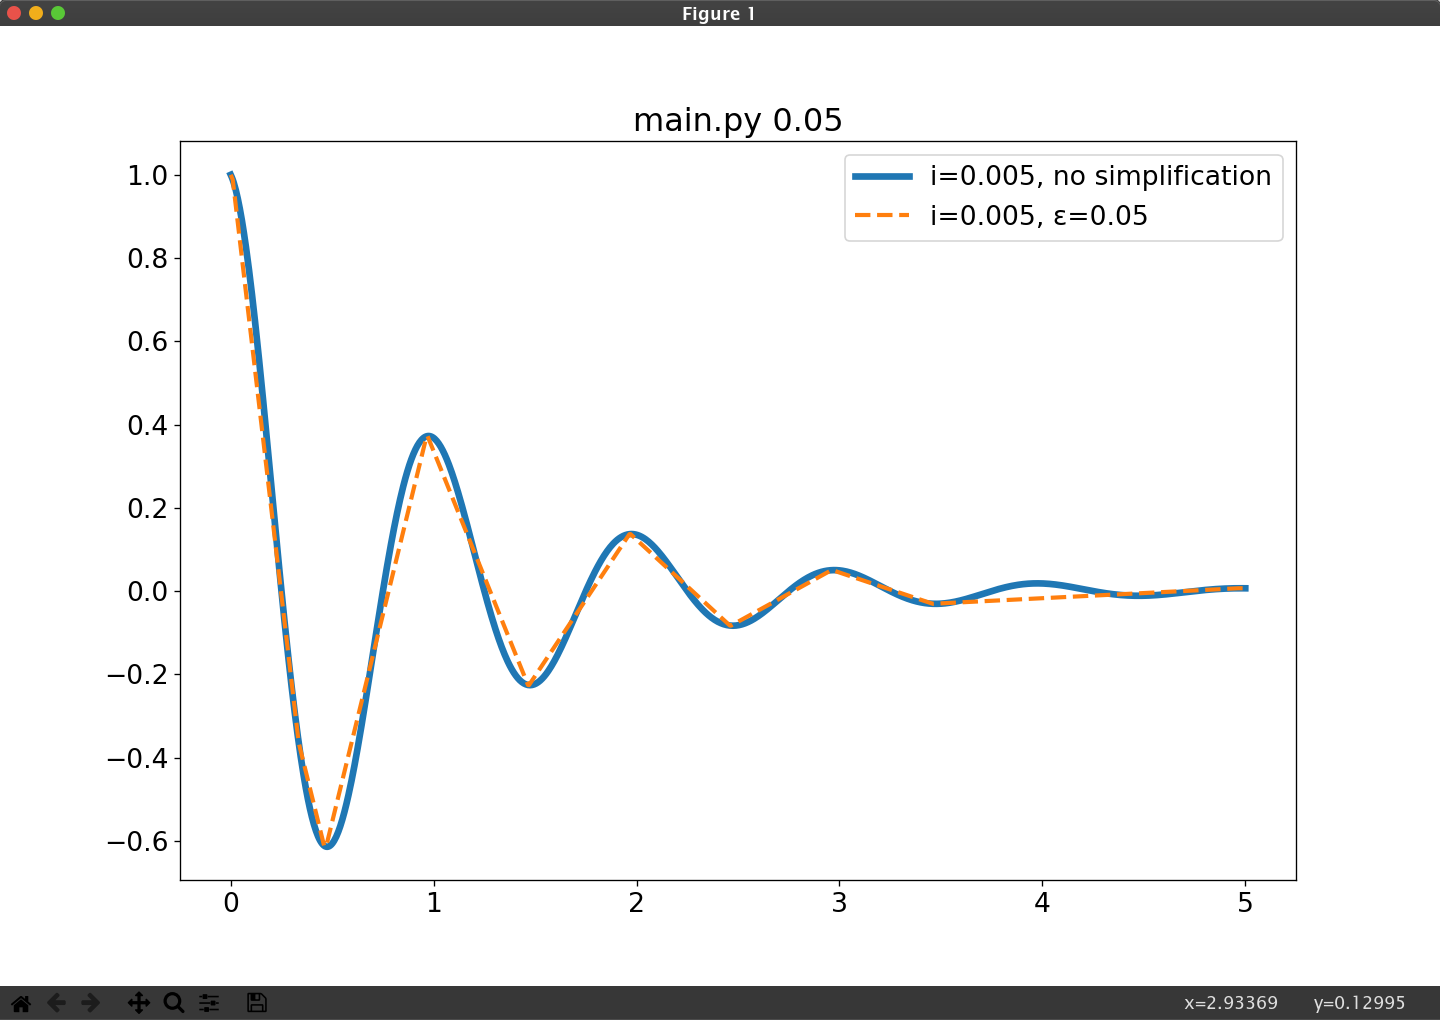 Figure 1
main.py 0.05
i=0.005, no simplification
i=0.005, ε=0.05
1.0
0.8
0.6
0.4
0.2
0.0
−0.2
−0.4
−0.6
0 1 2 3 4 5
x=2.93369 y=0.12995